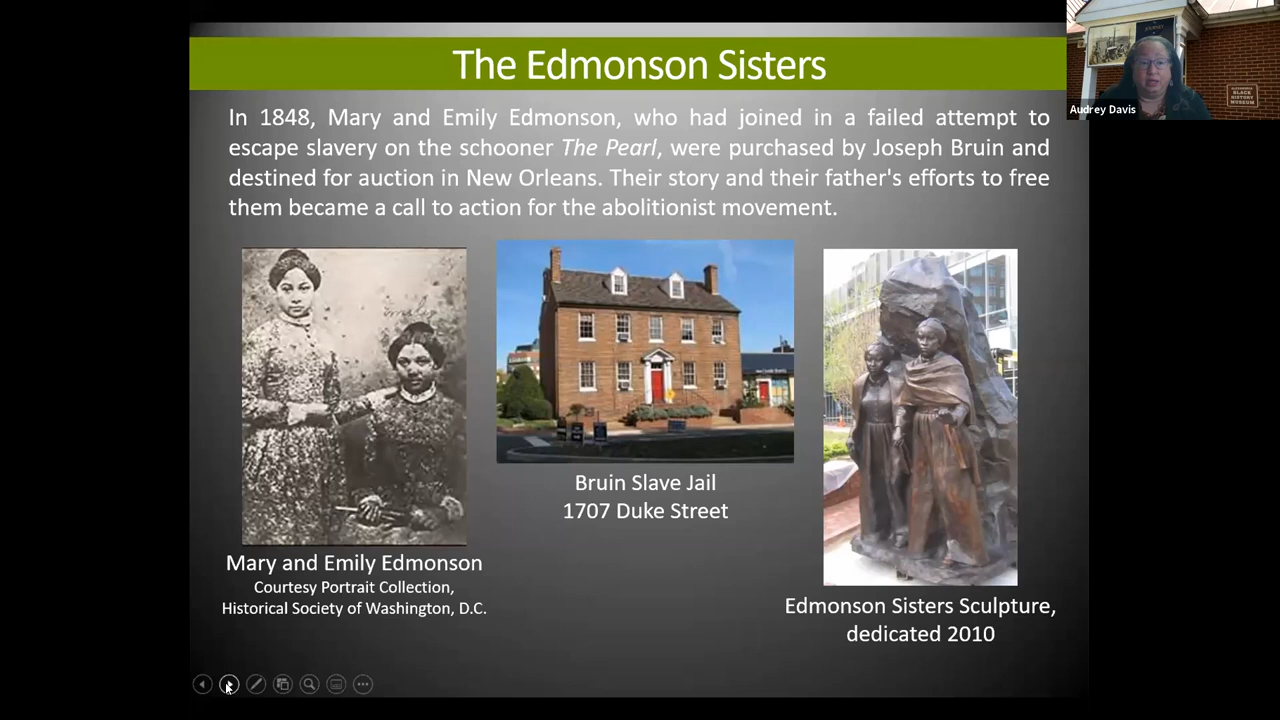 The Edmonson Sisters
In 1848, Mary and Emily Edmonson, who had joined in a failed attempt to
escape slavery on the schooner The Pearl, were purchased by Joseph Bruin and
destined for auction in New Orleans. Their story and their father's efforts to free
them became a call to action for the abolitionist movement.
Bruin Slave Jail
1707 Duke Street
Mary and Emily Edmonson
Courtesy Portrait Collection,
Historical Society of Washington, D.C.
Edmonson Sisters Sculpture,
dedicated 2010
Audrey Davis
BLACK
HISTORY
MUSEUM